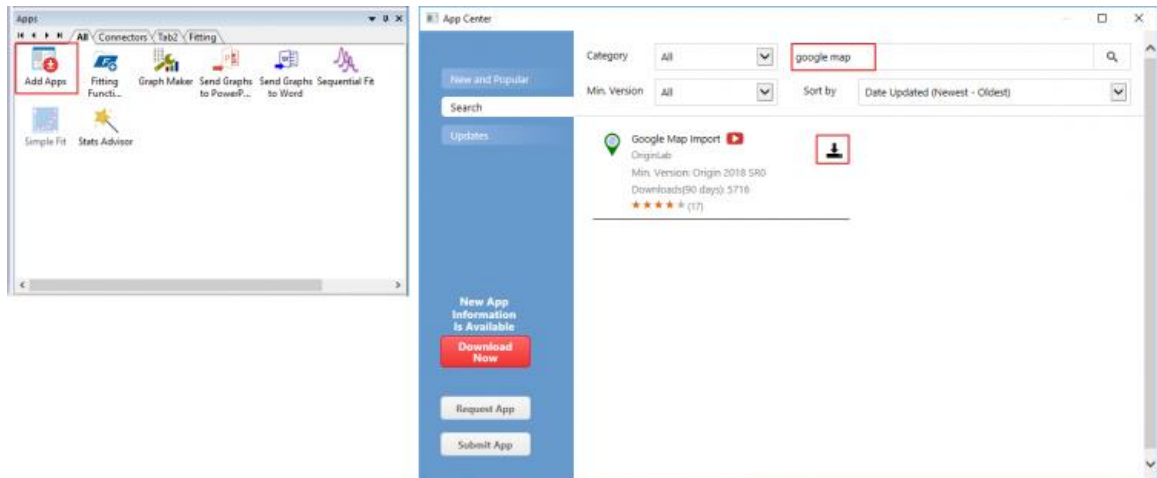 Apps
All Connectors Tab2 Fitting
Add Apps
Fitting Functi...
Graph Maker
Send Graphs to PowerP...
Send Graphs to Word
Sequential Fit
Simple Fit
Stats Advisor
App Center
New and Popular
Search
Updates
New App
Information
Is Available
Download
Now
Request App
Submit App
Category All google map
Min. Version All Sort by Date Updated (Newest - Oldest)
Google Map Import
OriginLab
Min. Version: Origin 2018 SR0
Downloads(90 days): 5716
(17)